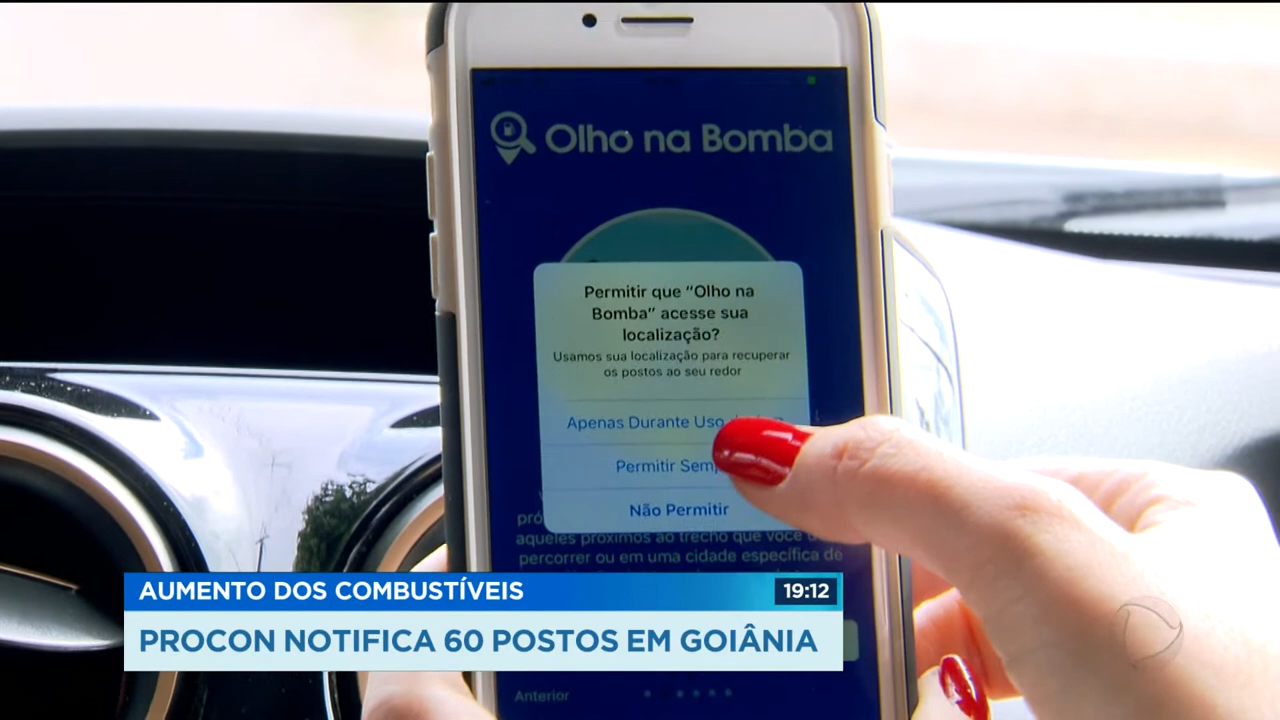 Olho na Bomba
Permitir que “Olho na
Bomba” acesse sua
localização?
Usamos sua localização para recuperar
os postos ao seu redor
Apenas Durante Uso
Permitir
Não Permitir
aqueles próximos ao trecho que você
percorrer ou em uma cidade específica de
AUMENTO DOS COMBUSTÍVEIS
19:12
PROCON NOTIFICA 60 POSTOS EM GOIÂNIA
Anterior